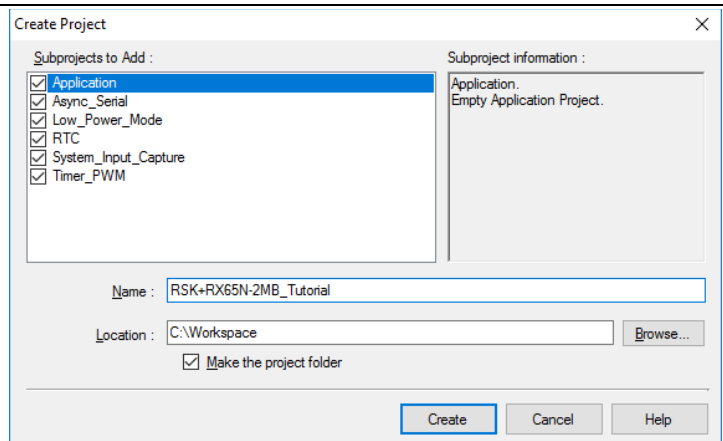 Create Project
Subprojects to Add :
Application
Async_Serial
Low_Power_Mode
RTC
System_Input_Capture
Timer_PWM
Subproject information :
Application.
Empty Application Project.
Name : RSK+RX65N-2MB_Tutorial
Location : C:\Workspace
Browse...
Make the project folder
Create Cancel Help